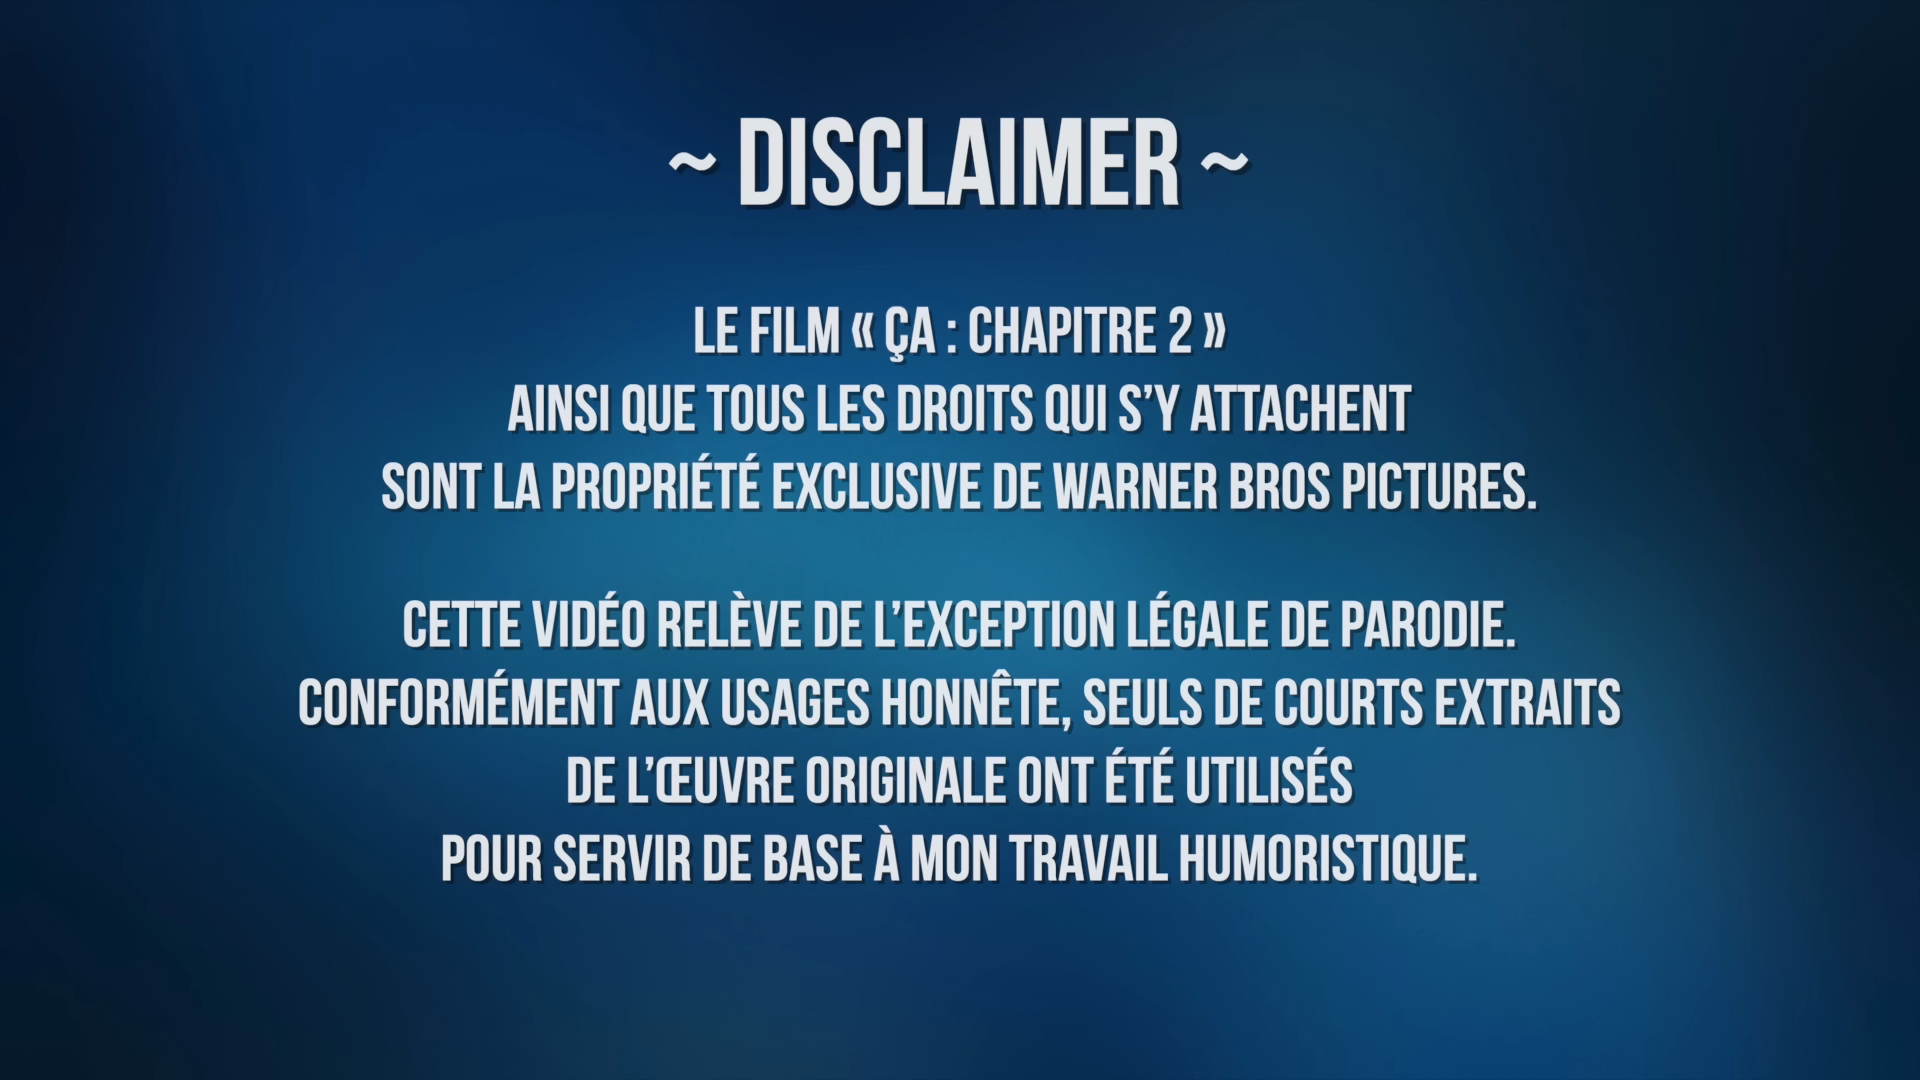 ~ DISCLAIMER ~
LE FILM « ÇA : CHAPITRE 2 »
AINSI QUE TOUS LES DROITS QUI S’Y ATTACHENT
SONT LA PROPRIÉTÉ EXCLUSIVE DE WARNER BROS PICTURES.
CETTE VIDÉO RELÈVE DE L’EXCEPTION LÉGALE DE PARODIE.
CONFORMÉMENT AUX USAGES HONNÊTE, SEULS DE COURTS EXTRAITS
DE L’ŒUVRE ORIGINALE ONT ÉTÉ UTILISÉS
POUR SERVIR DE BASE À MON TRAVAIL HUMORISTIQUE.